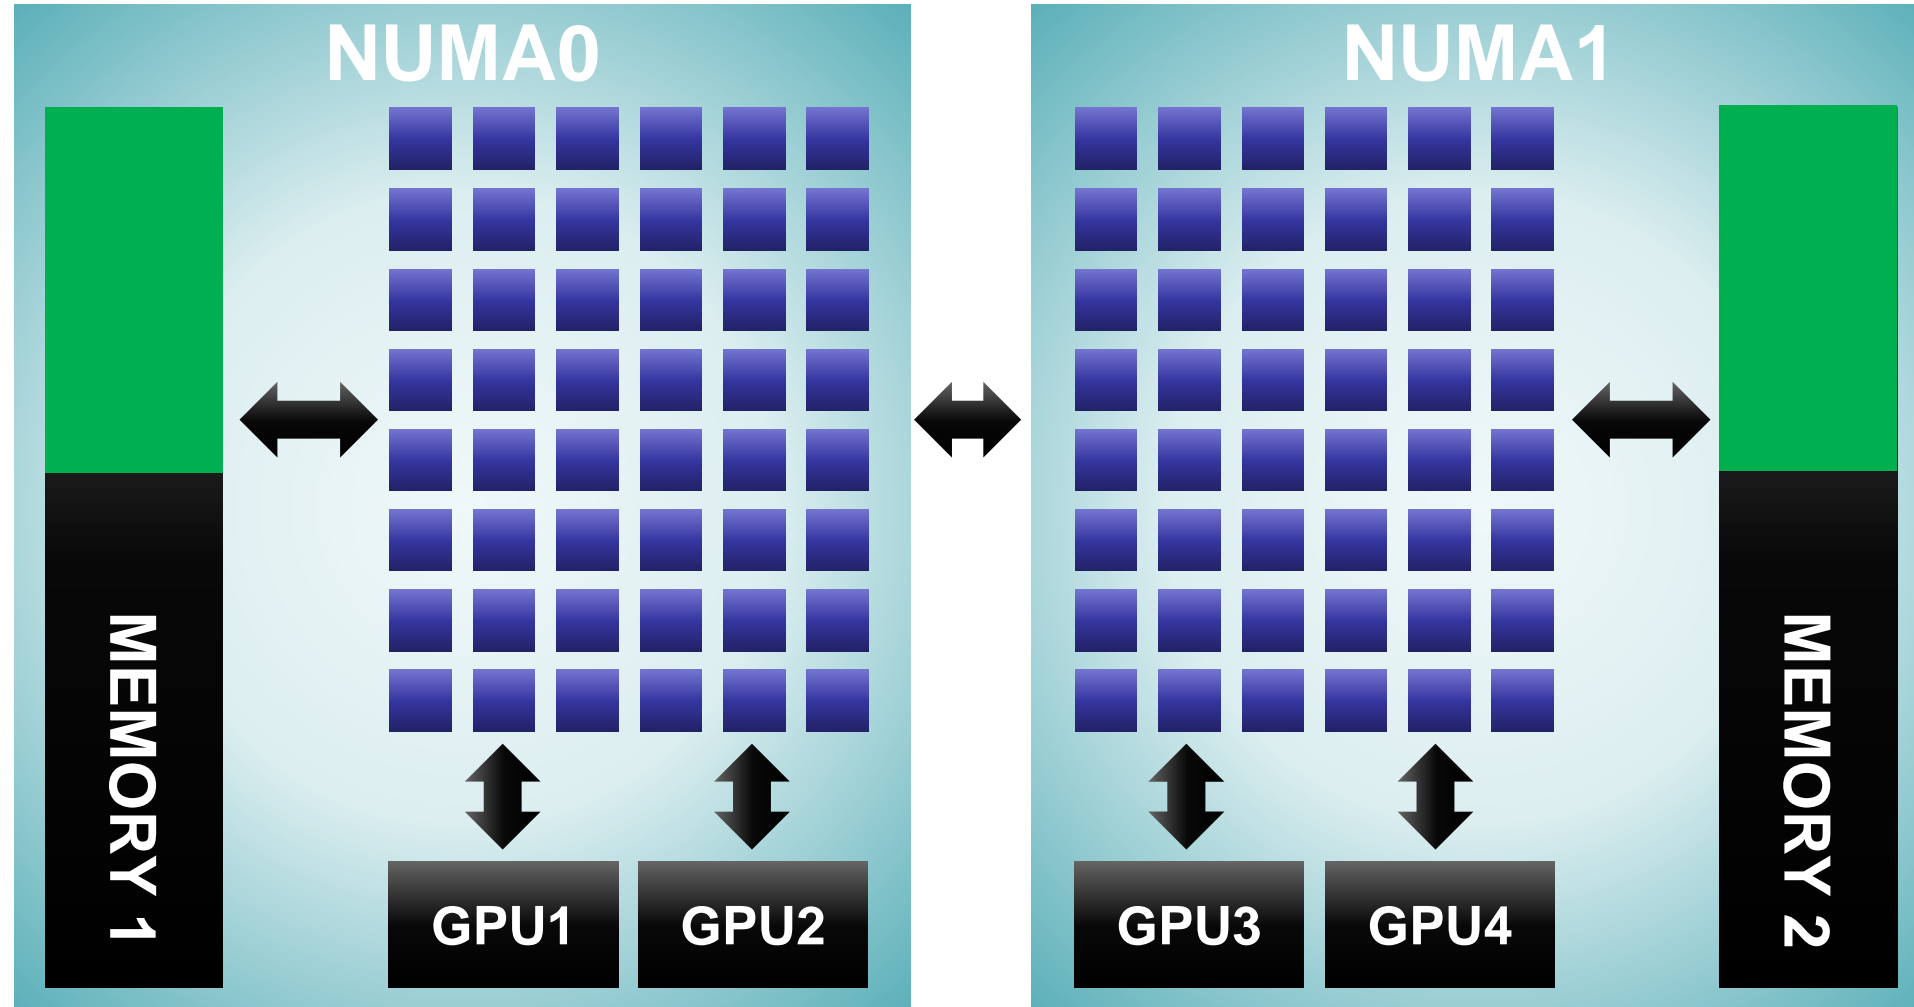 NUMA0
NUMA1
MEMORY 1
GPU1
GPU2
GPU3
GPU4
MEMORY 2